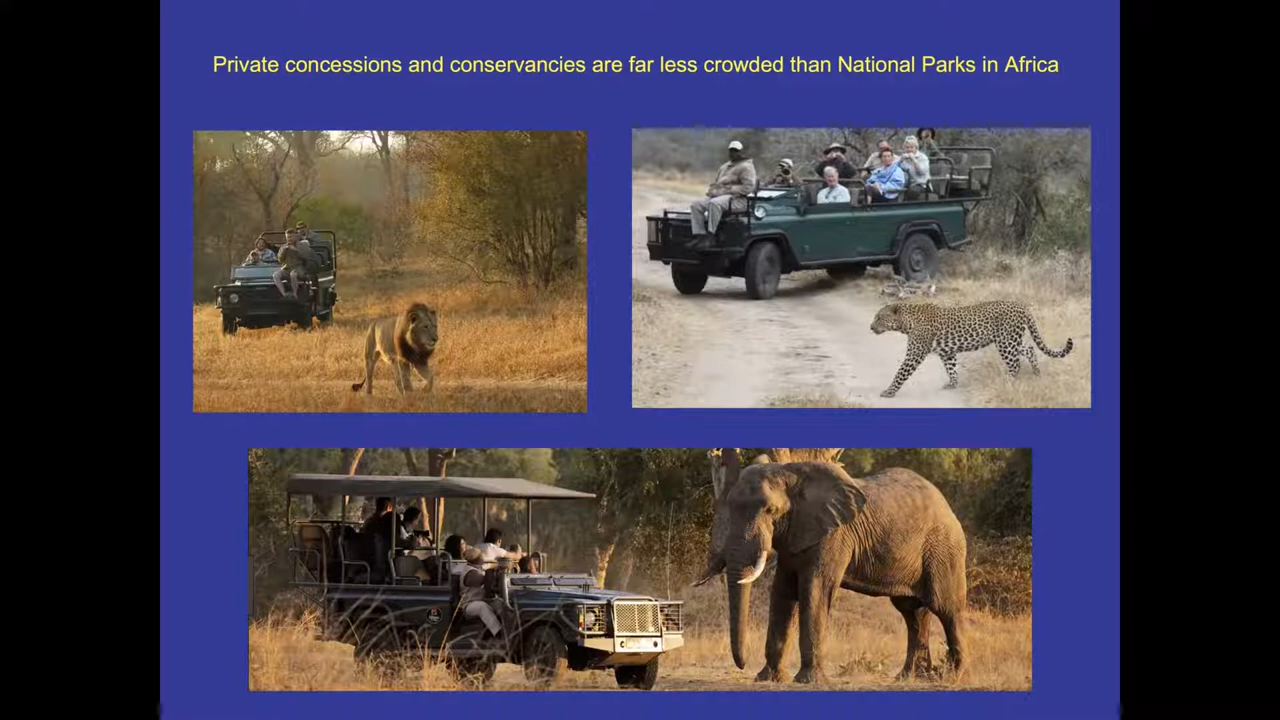 Private concessions and conservancies are far less crowded than National Parks in Africa